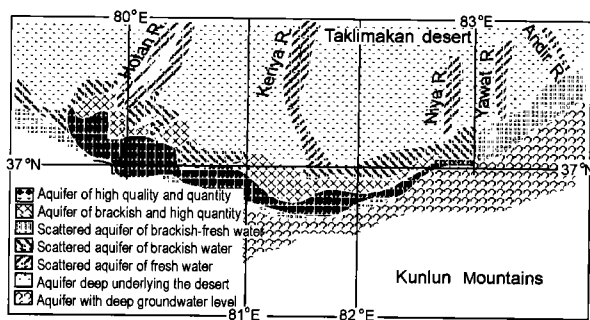 80°E
83°E
Taklimakan desert
Hotan R.
Keriya R.
Niya R.
Yawat R.
Andir R.
37°N
37°N
Aquifer of high quality and quantity
Aquifer of brackish and high quantity
Scattered aquifer of brackish-fresh water
Scattered aquifer of brackish water
Scattered aquifer of fresh water
Aquifer deep underlying the desert
Aquifer with deep groundwater level
Kunlun Mountains
81°E
82°E